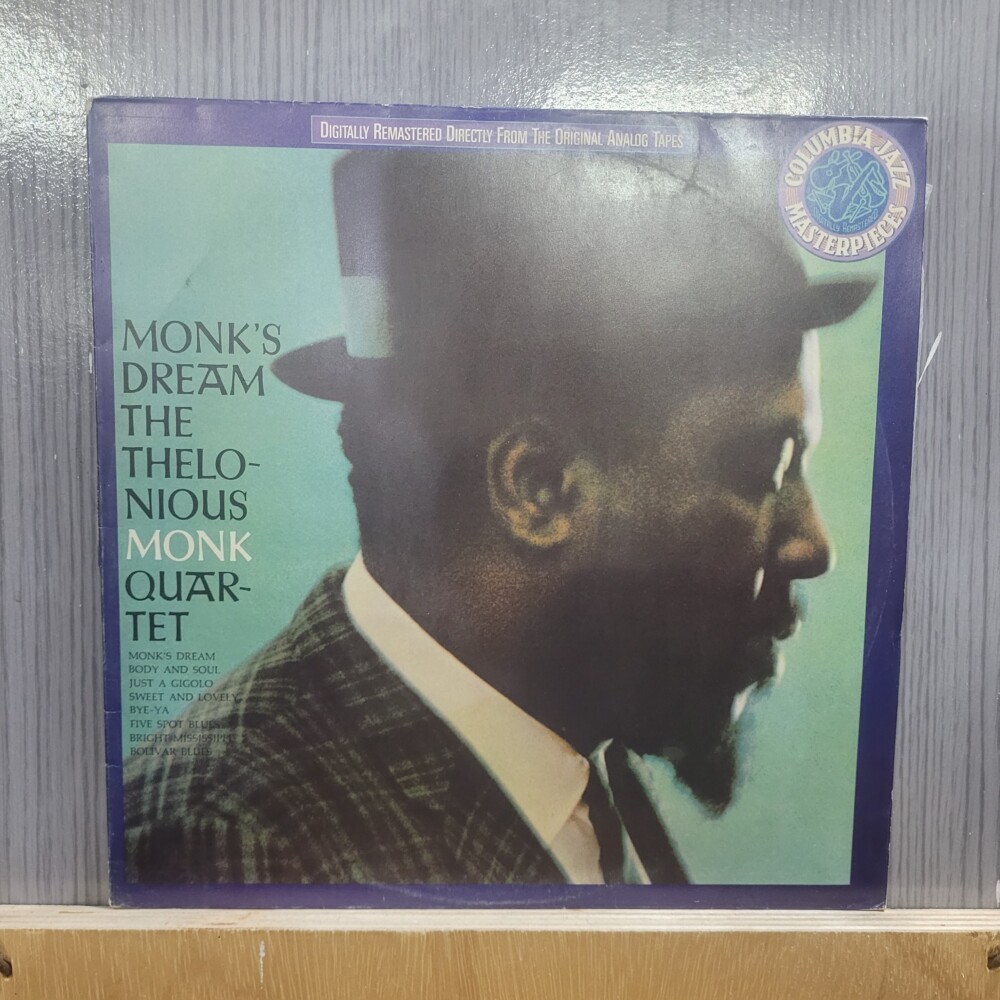 DIGITALLY REMASTERED DIRECTLY FROM THE ORIGINAL ANALOG TAPES
COLUMBIA JAZZ
MASTERPIECES
DIGITALLY REMASTERED
MONK'S
DREAM
THE
THELO-
NIOUS
MONK
QUAR-
TET
MONK'S DREAM
BODY AND SOUL
JUST A GIGOLO
SWEET AND LOVELY
BYE-YA
FIVE SPOT BLUES
BRIGHT MISSISSIPPI
BOLIVAR BLUES